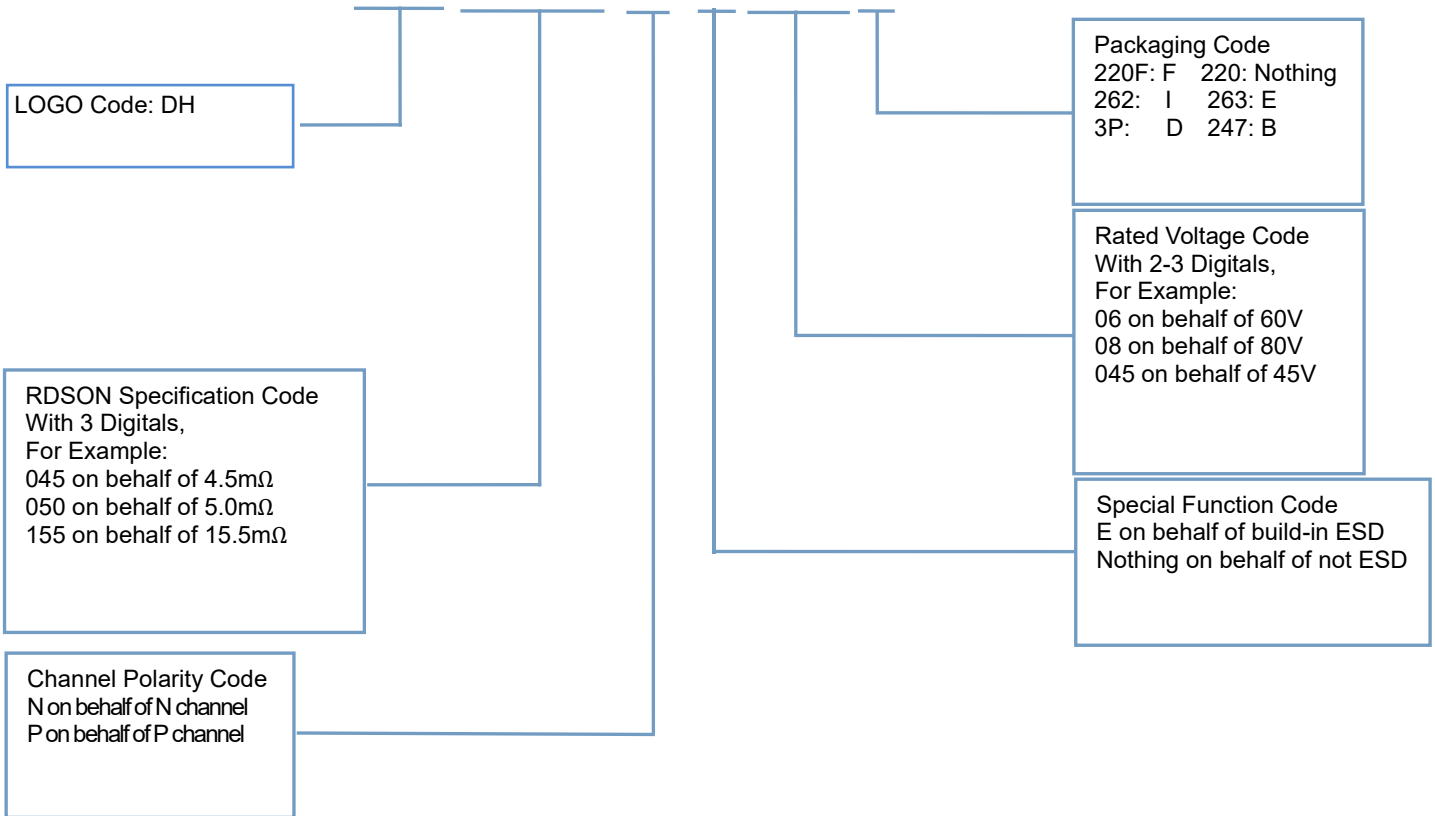 LOGO Code: DH
RDSON Specification Code
With 3 Digitals,
For Example:
045 on behalf of 4.5mΩ
050 on behalf of 5.0mΩ
155 on behalf of 15.5mΩ
Channel Polarity Code
N on behalf of N channel
P on behalf of P channel
Packaging Code
220F: F 220: Nothing
262: I 263: E
3P: D 247: B
Rated Voltage Code
With 2-3 Digitals,
For Example:
06 on behalf of 60V
08 on behalf of 80V
045 on behalf of 45V
Special Function Code
E on behalf of build-in ESD
Nothing on behalf of not ESD